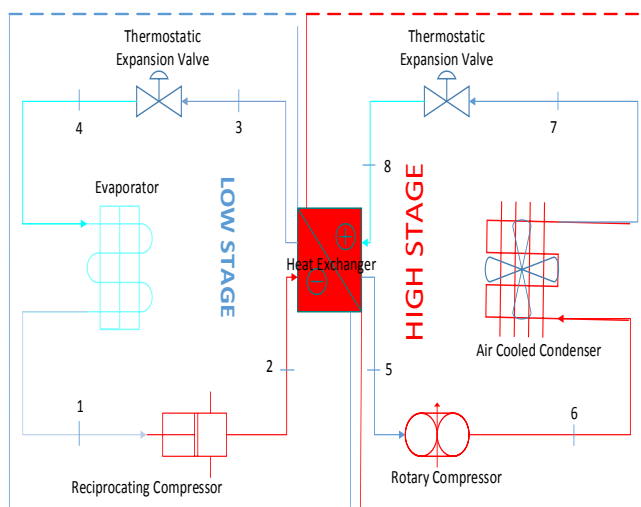 Thermostatic
Expansion Valve
Thermostatic
Expansion Valve
4
3
7
8
Evaporator
LOW STAGE
HIGH STAGE
Heat Exchanger
Air Cooled Condenser
2
5
1
6
Reciprocating Compressor
Rotary Compressor